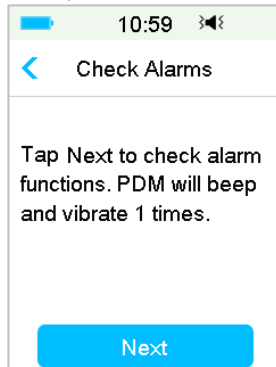 10:59
Check Alarms
Tap Next to check alarm
functions. PDM will beep
and vibrate 1 times.
Next